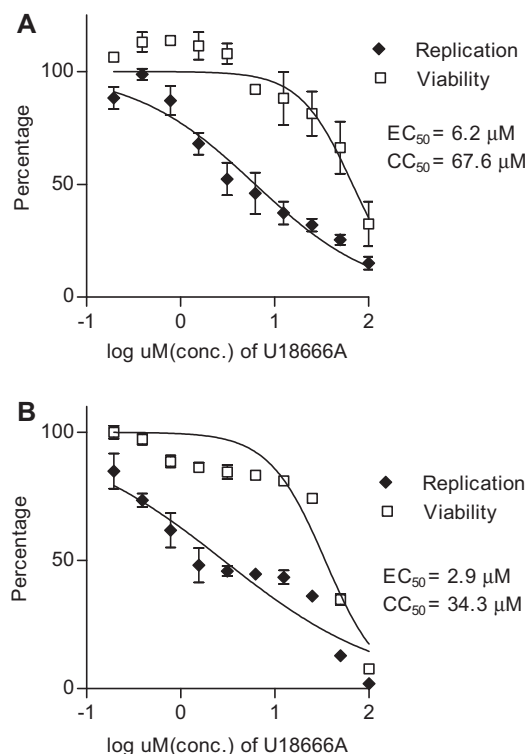 A
Percentage
100
50
0
-1
0
1
2
log uM(conc.) of U18666A
Replication
Viability
EC50 = 6.2 μM
CC50 = 67.6 μM
B
Percentage
100
50
0
-1
0
1
2
log uM(conc.) of U18666A
Replication
Viability
EC50 = 2.9 μM
CC50 = 34.3 μM